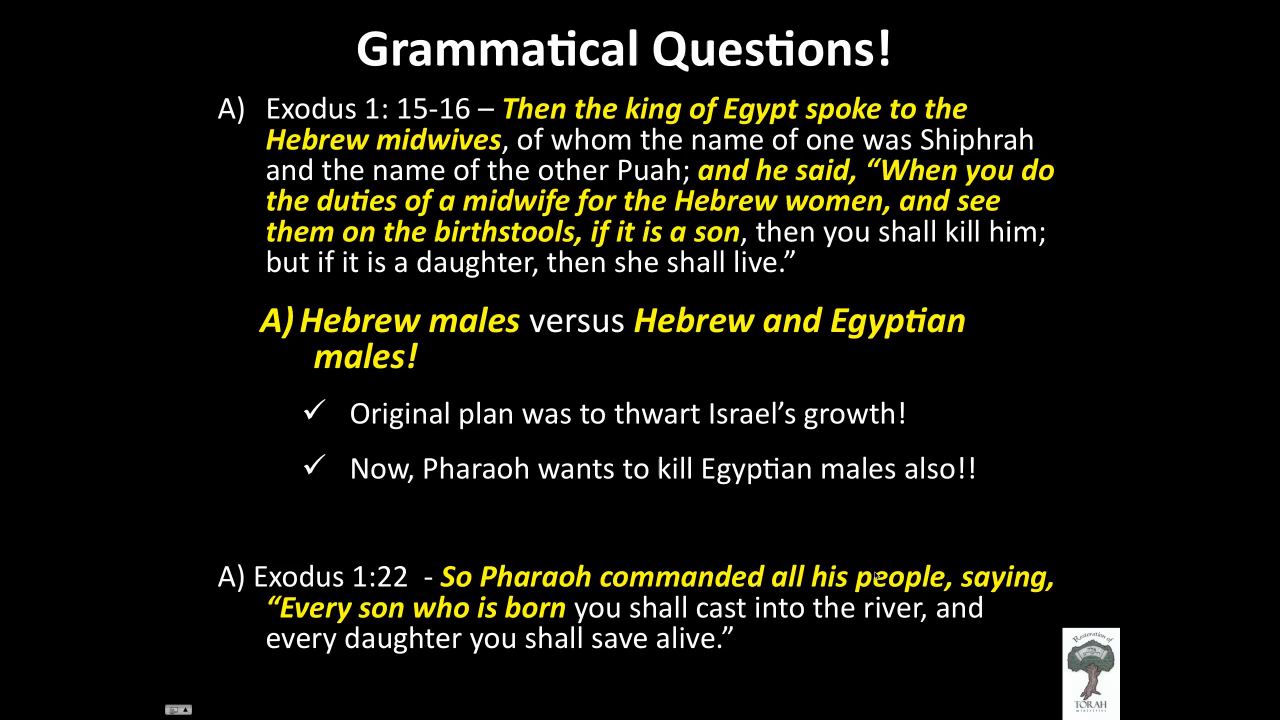 Grammatical Questions!
A) Exodus 1: 15-16 – Then the king of Egypt spoke to the
Hebrew midwives, of whom the name of one was Shiphrah
and the name of the other Puah; and he said, “When you do
the duties of a midwife for the Hebrew women, and see
them on the birthstools, if it is a son, then you shall kill him;
but if it is a daughter, then she shall live.”
A) Hebrew males versus Hebrew and Egyptian
males!
✓ Original plan was to thwart Israel’s growth!
✓ Now, Pharaoh wants to kill Egyptian males also!!
A) Exodus 1:22 - So Pharaoh commanded all his people, saying,
“Every son who is born you shall cast into the river, and
every daughter you shall save alive.”
Restoration of
TORAH
MINISTRIES